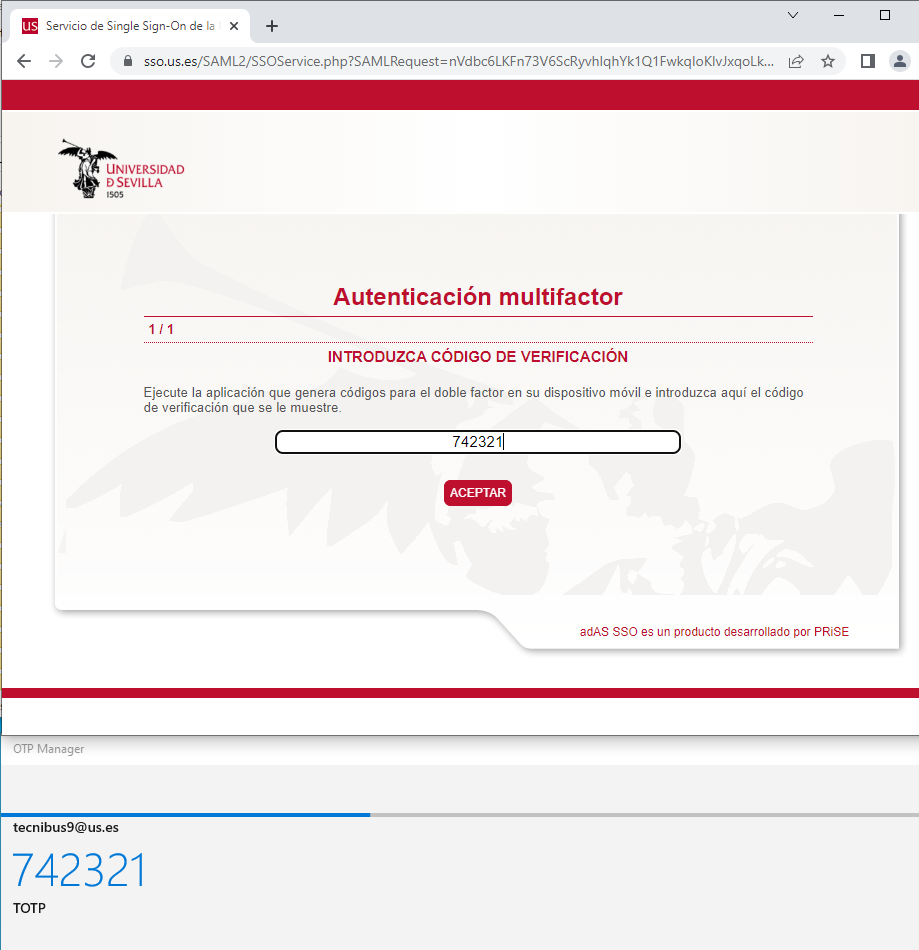 US Servicio de Single Sign-On de la
sso.us.es/SAML2/SSOService.php?SAMLRequest=nVdbc6LKFn73V6ScRyvhIqhYk1Q1FwkqIoKlvJxqoLk...
UNIVERSIDAD
D SEVILLA
1505
Autenticación multifactor
1 / 1
INTRODUZCA CÓDIGO DE VERIFICACIÓN
Ejecute la aplicación que genera códigos para el doble factor en su dispositivo móvil e introduzca aquí el código
de verificación que se le muestre.
742321
ACEPTAR
adAS SSO es un producto desarrollado por PRiSE
OTP Manager
tecnibus9@us.es
742321
TOTP